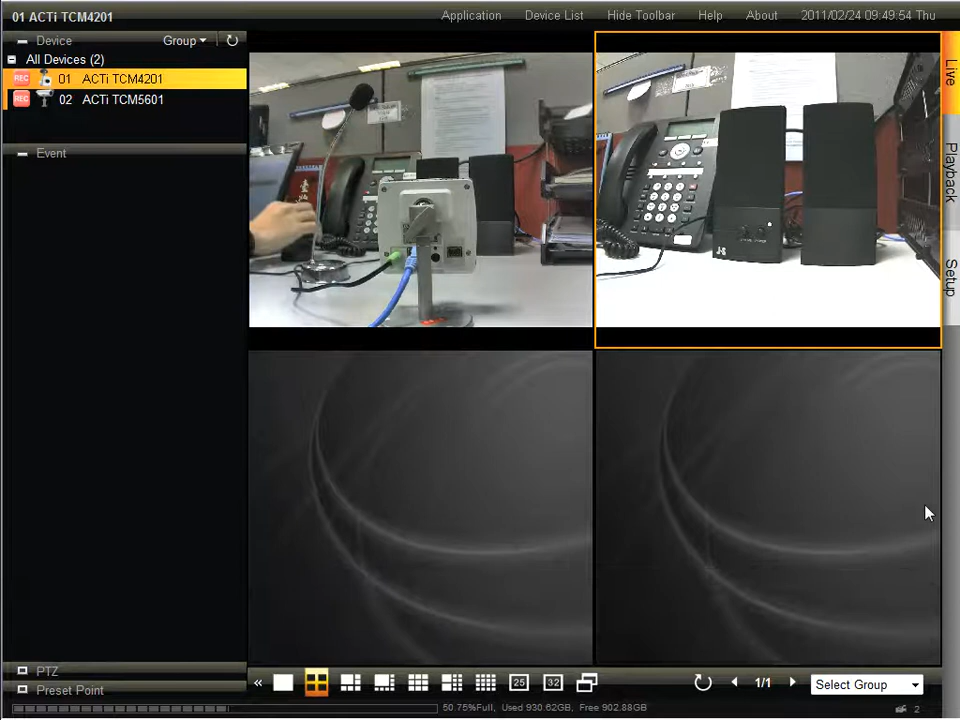 01 ACTi TCM4201
Application Device List Hide Toolbar Help About 2011/02/24 09:49:54 Thu
Device Group
All Devices (2)
REC 01 ACTi TCM4201
REC 02 ACTi TCM5601
Event
Live
Playback
Setup
PTZ
Preset Point
« 25 32 1/1 Select Group
50.75%Full, Used 930.62GB, Free 902.88GB 2